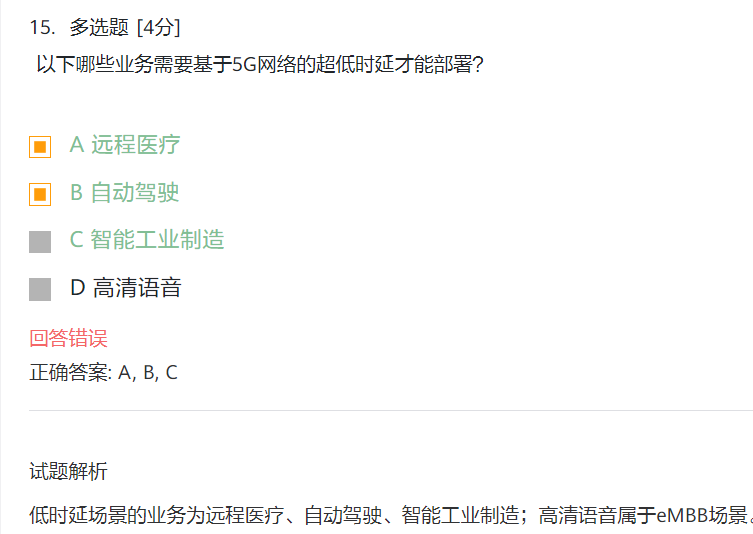 15. 多选题 [4分]
以下哪些业务需要基于5G网络的超低时延才能部署?
A 远程医疗
B 自动驾驶
C 智能工业制造
D 高清语音
回答错误
正确答案: A, B, C
试题解析
低时延场景的业务为远程医疗、自动驾驶、智能工业制造；高清语音属于eMBB场景。